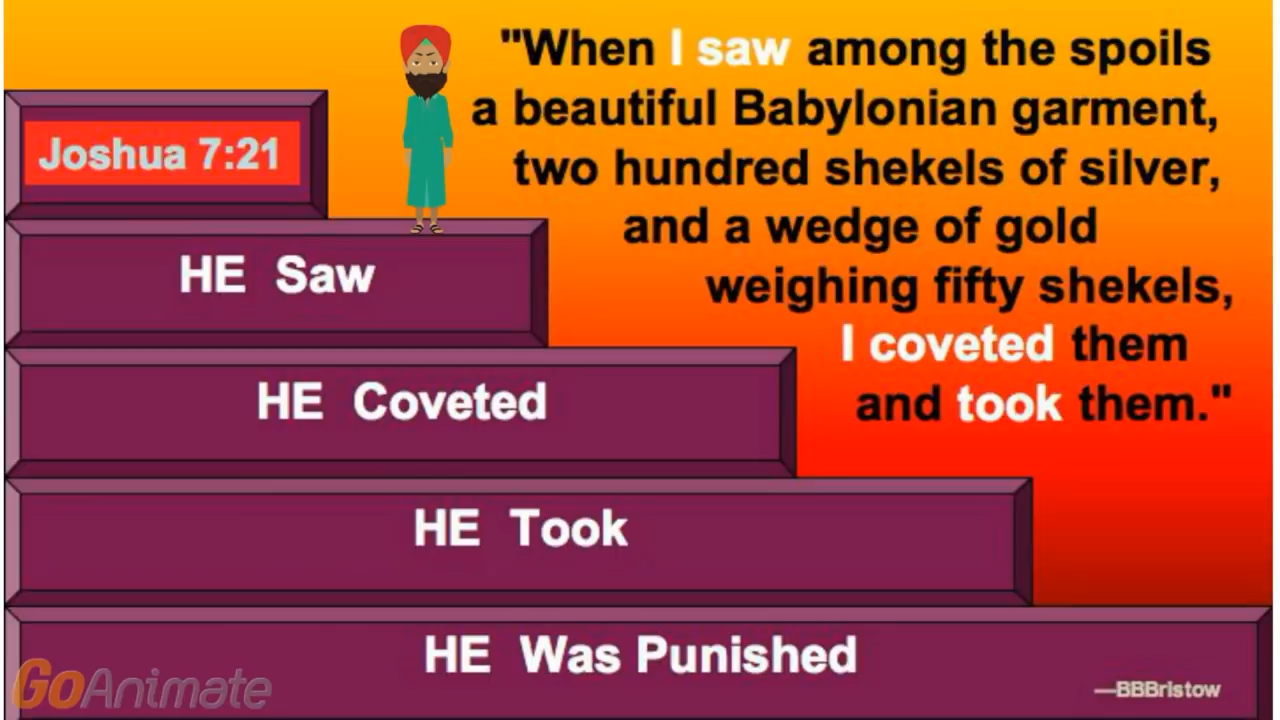 "When I saw among the spoils
a beautiful Babylonian garment,
Joshua 7:21
two hundred shekels of silver,
and a wedge of gold
HE Saw
weighing fifty shekels,
I coveted them
HE Coveted
and took them."
HE Took
HE Was Punished
GoAnimate
—BBBristow